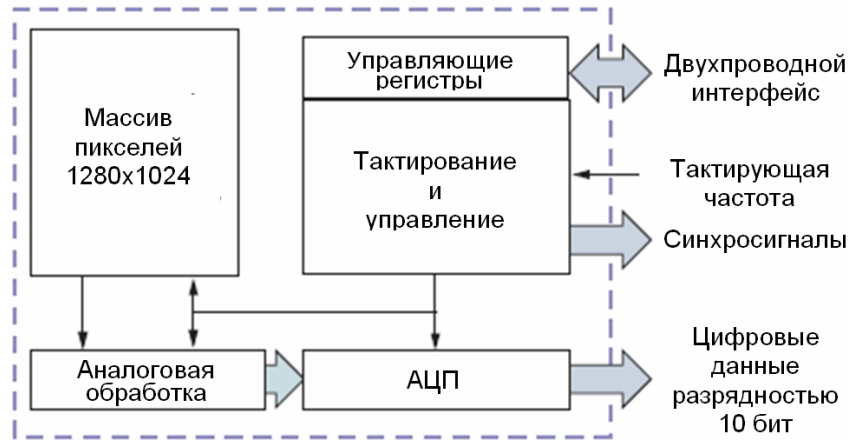 Массив
пикселей
1280x1024
Управляющие
регистры
Двухпроводной
интерфейс
Тактирование
и
управление
Тактирующая
частота
Синхросигналы
Аналоговая
обработка
АЦП
Цифровые
данные
разрядностью
10 бит